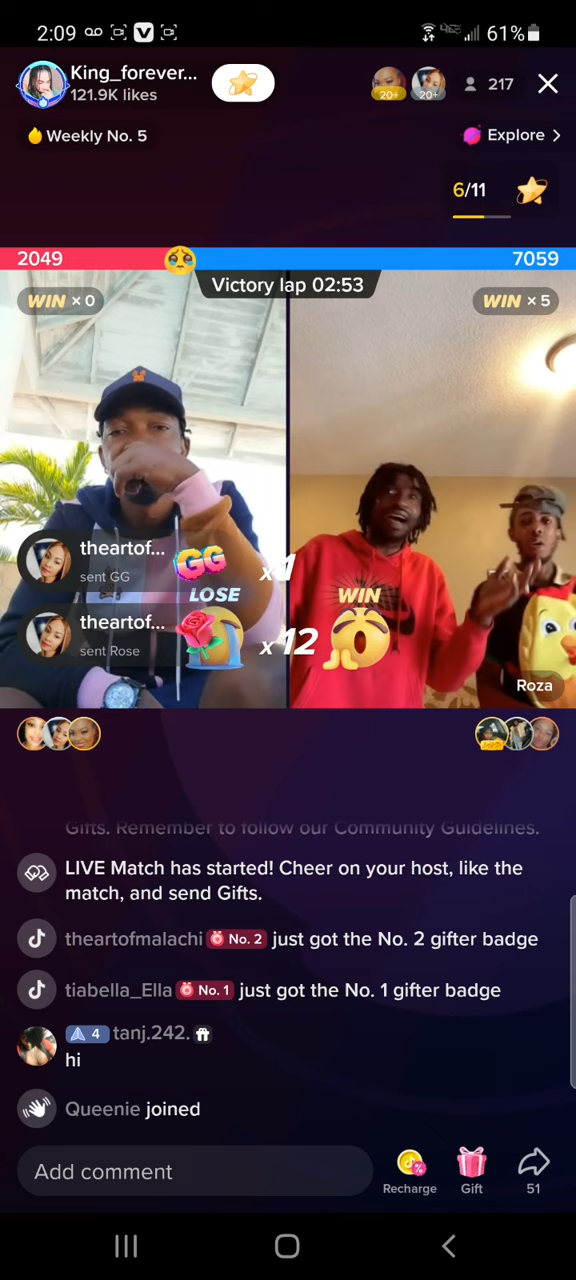 2:09
61%
King_forever...
121.9K likes
20+
20+
217
Weekly No. 5
Explore
6/11
2049
7059
Victory lap 02:53
WIN x 0
WIN x 5
theartof...
sent GG
GG
x1
LOSE
WIN
theartof...
sent Rose
x12
Roza
Gifts. Remember to follow our Community Guidelines.
LIVE Match has started! Cheer on your host, like the
match, and send Gifts.
theartofmalachi No. 2 just got the No. 2 gifter badge
tiabella_Ella No. 1 just got the No. 1 gifter badge
4 tanj.242.
hi
Queenie joined
Add comment
Recharge
Gift
51